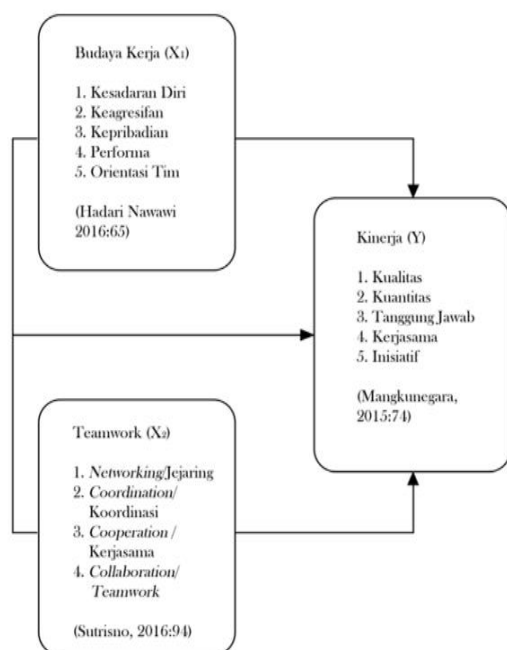 Budaya Kerja (X1)
1. Kesadaran Diri
2. Keagresifan
3. Kepribadian
4. Performa
5. Orientasi Tim
(Hadari Nawawi
2016:65)
Kinerja (Y)
1. Kualitas
2. Kuantitas
3. Tanggung Jawab
4. Kerjasama
5. Inisiatif
(Mangkunegara,
2015:74)
Teamwork (X2)
1. Networking/Jejaring
2. Coordination/
Koordinasi
3. Cooperation /
Kerjasama
4. Collaboration/
Teamwork
(Sutrisno, 2016:94)